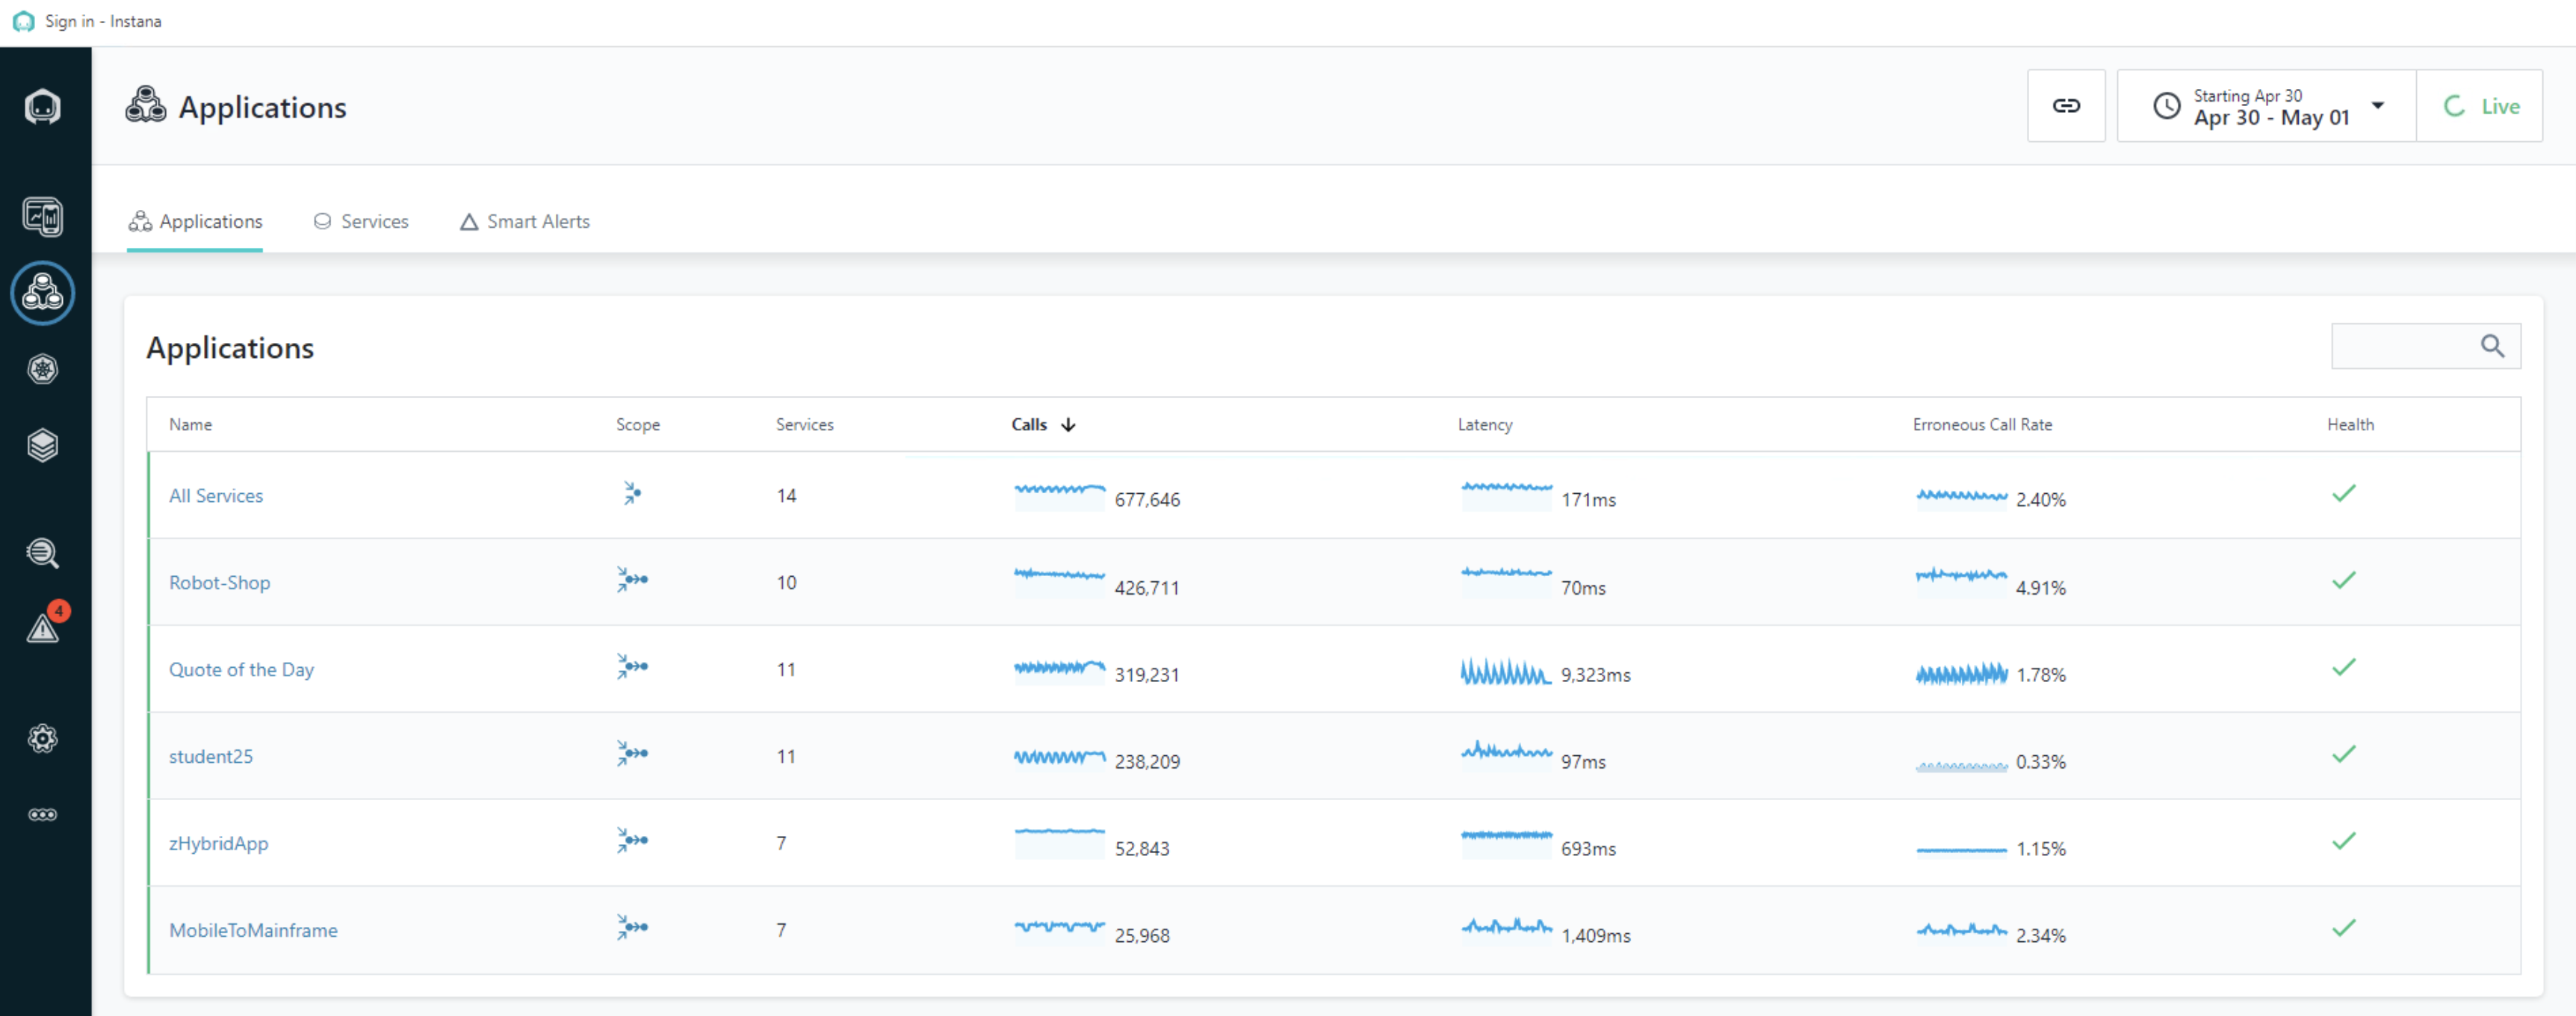 Sign in - Instana
Applications
Starting Apr 30
Apr 30 - May 01
Live
Applications Services Smart Alerts
Applications
Name Scope Services Calls Latency Erroneous Call Rate Health
All Services 14 677,646 171ms 2.40%
Robot-Shop 10 426,711 70ms 4.91%
4
Quote of the Day 11 319,231 9,323ms 1.78%
student25 11 238,209 97ms 0.33%
zHybridApp 7 52,843 693ms 1.15%
MobileToMainframe 7 25,968 1,409ms 2.34%